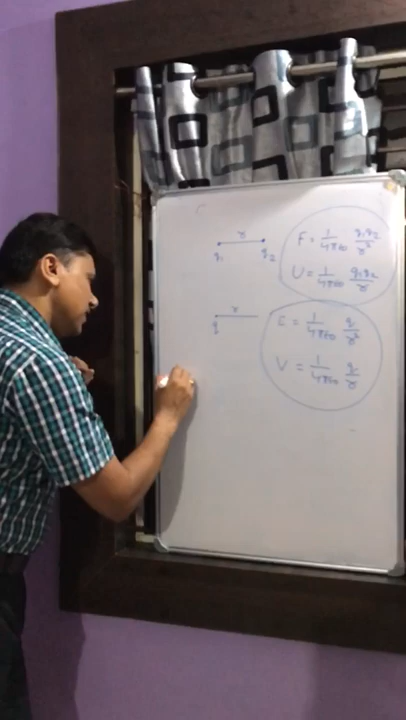 r
q₁ q₂
F = 1/4πε₀ q₁q₂/r²
U = 1/4πε₀ q₁q₂/r
r
q
E = 1/4πε₀ q/r²
V = 1/4πε₀ q/r